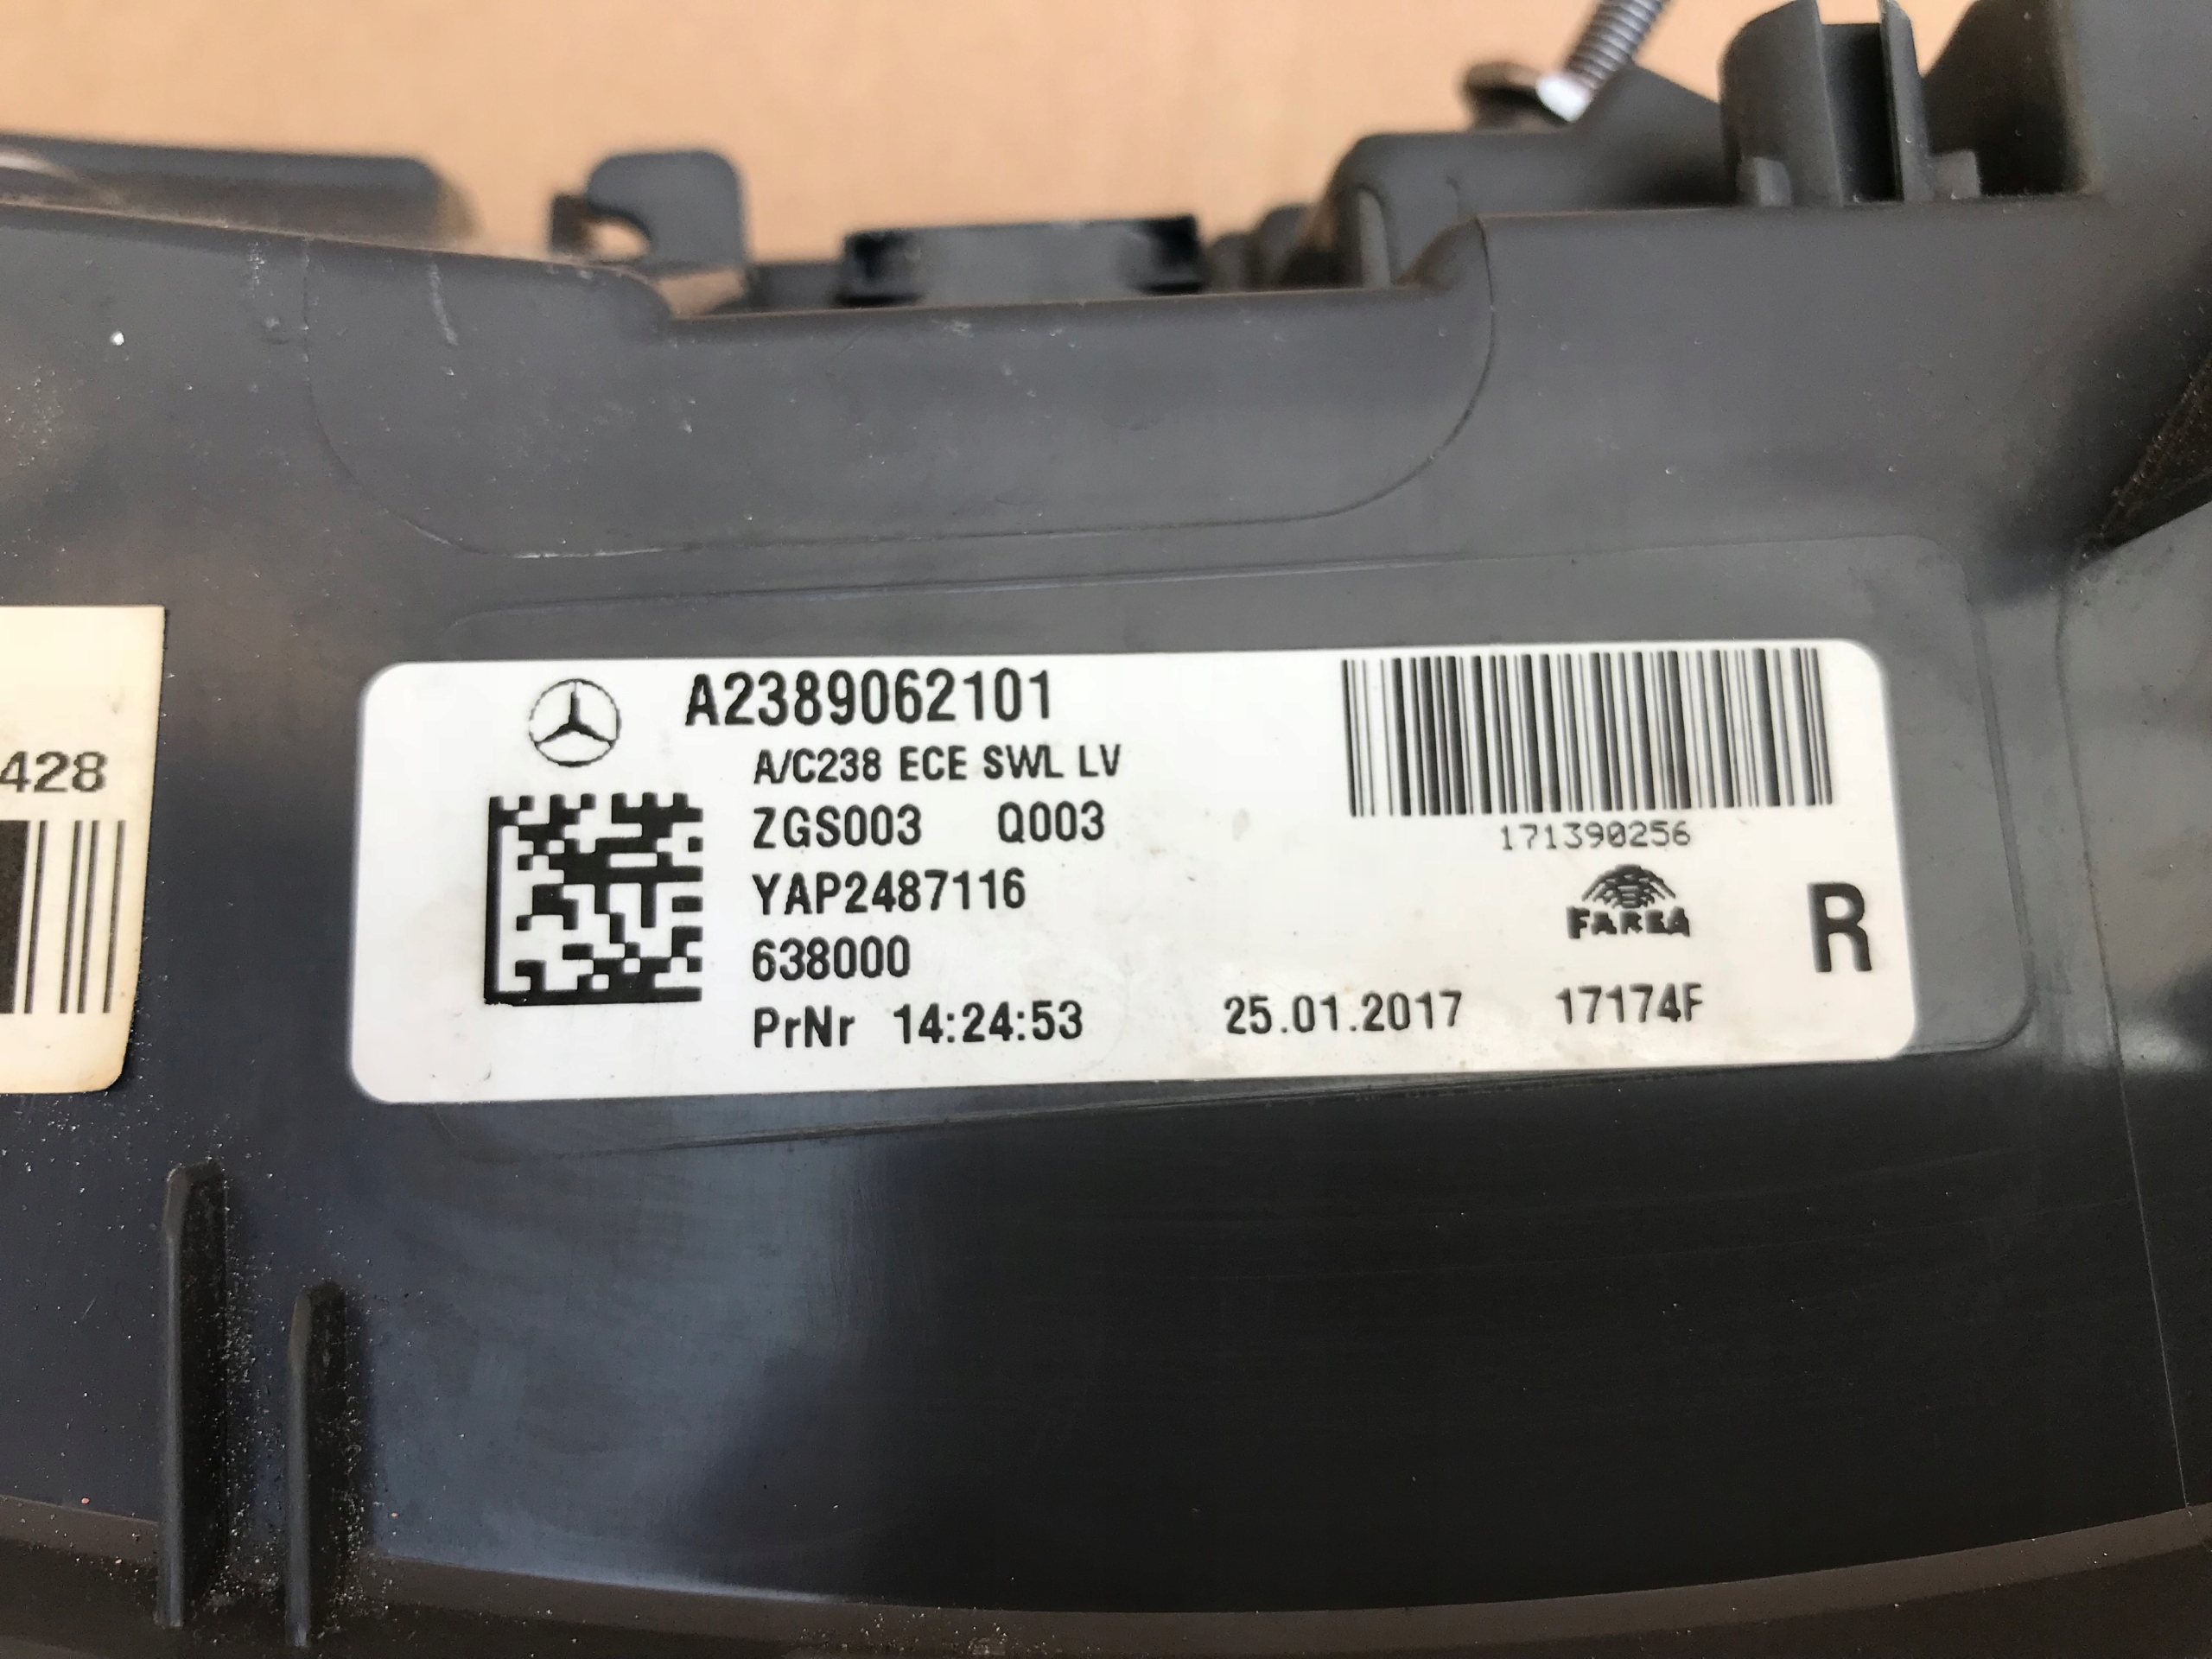 428
A2389062101
A/C238 ECE SWL LV
ZGS003 Q003
YAP2487116
638000
PrNr 14:24:53 25.01.2017 17174F
171390256
FARBA
R